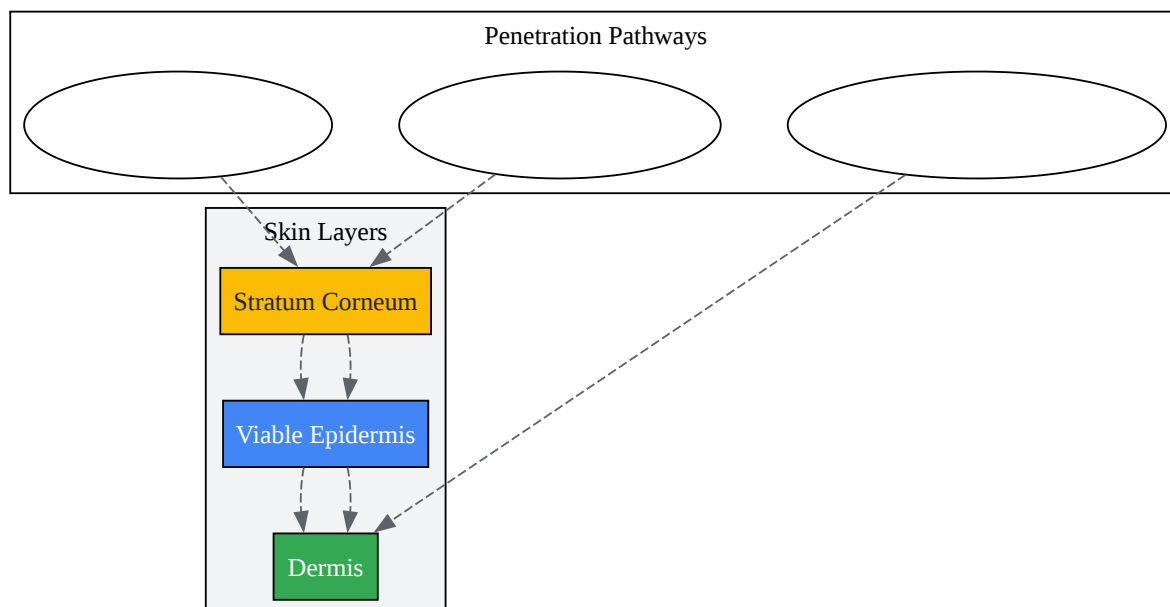 Penetration Pathways
Skin Layers
Stratum Corneum
Viable Epidermis
Dermis